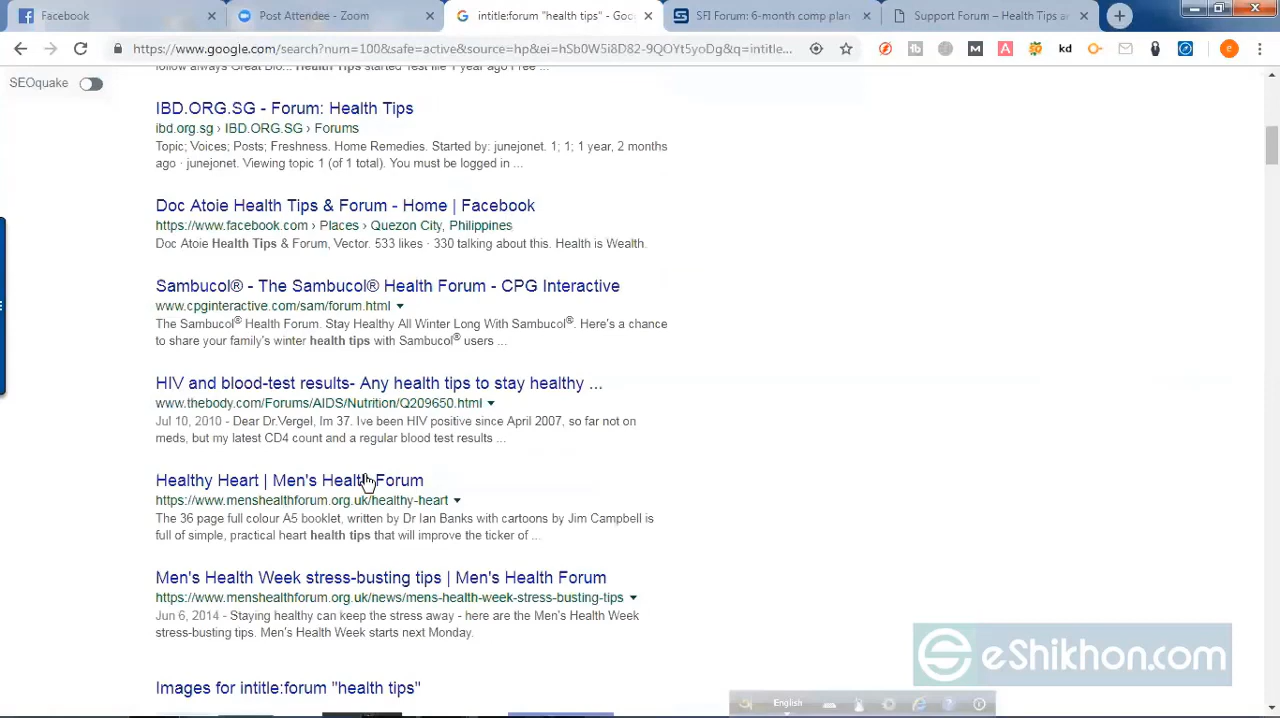 Facebook
Post Attendee - Zoom
intitle:forum "health tips" - Goo
SFI Forum: 6-month comp plan
Support Forum – Health Tips an
https://www.google.com/search?num=100&safe=active&source=hp&ei=hSb0W5i8D82-9QOYt5yoDg&q=intitle...
SEOquake
follow always Great Blo... Health Tips started Test file 1 year ago Free ...
IBD.ORG.SG - Forum: Health Tips
ibd.org.sg › IBD.ORG.SG › Forums
Topic; Voices; Posts; Freshness. Home Remedies. Started by: junejonet. 1; 1; 1 year, 2 months
ago · junejonet. Viewing topic 1 (of 1 total). You must be logged in ...
Doc Atoie Health Tips & Forum - Home | Facebook
https://www.facebook.com › Places › Quezon City, Philippines
Doc Atoie Health Tips & Forum, Vector. 533 likes · 330 talking about this. Health is Wealth.
Sambucol® - The Sambucol® Health Forum - CPG Interactive
www.cpginteractive.com/sam/forum.html
The Sambucol® Health Forum. Stay Healthy All Winter Long With Sambucol®. Here's a chance
to share your family's winter health tips with Sambucol® users ...
HIV and blood-test results- Any health tips to stay healthy ...
www.thebody.com/Forums/AIDS/Nutrition/Q209650.html
Jul 10, 2010 - Dear Dr.Vergel, Im 37. Ive been HIV positive since April 2007, so far not on
meds, but my latest CD4 count and a regular blood test results ...
Healthy Heart | Men's Health Forum
https://www.menshealthforum.org.uk/healthy-heart
The 36 page full colour A5 booklet, written by Dr Ian Banks with cartoons by Jim Campbell is
full of simple, practical heart health tips that will improve the ticker of ...
Men's Health Week stress-busting tips | Men's Health Forum
https://www.menshealthforum.org.uk/news/mens-health-week-stress-busting-tips
Jun 6, 2014 - Staying healthy can keep the stress away - here are the Men's Health Week
stress-busting tips. Men's Health Week starts next Monday.
Images for intitle:forum "health tips"
eShikhon.com
English